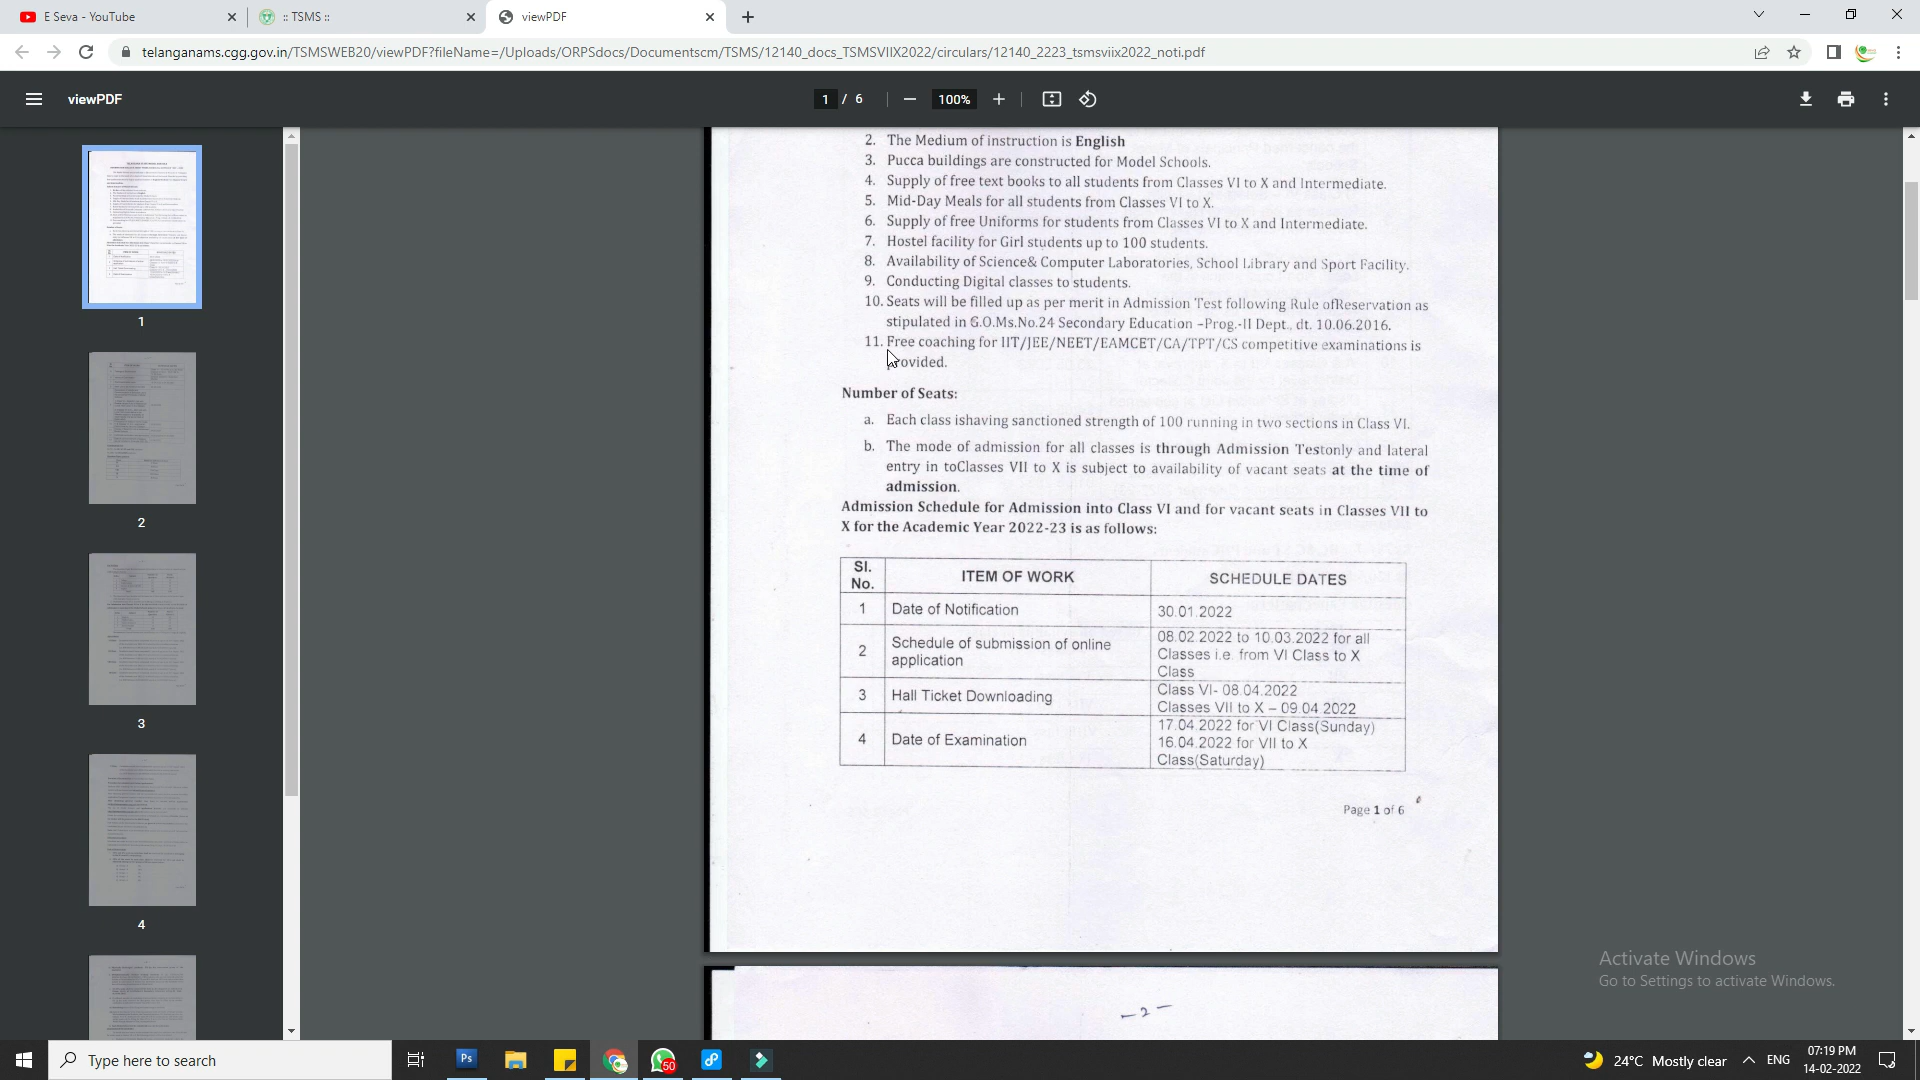 E Seva - YouTube
:: TSMS ::
viewPDF
telanganams.cgg.gov.in/TSMSWEB20/viewPDF?fileName=/Uploads/ORPSdocs/Documentscm/TSMS/12140_docs_TSMSVIIX2022/circulars/12140_2223_tsmsviix2022_noti.pdf
viewPDF
1 / 6
100%
2. The Medium of instruction is English
3. Pucca buildings are constructed for Model Schools.
4. Supply of free text books to all students from Classes VI to X and Intermediate.
5. Mid-Day Meals for all students from Classes VI to X.
6. Supply of free Uniforms for students from Classes VI to X and Intermediate.
7. Hostel facility for Girl students up to 100 students.
8. Availability of Science& Computer Laboratories, School Library and Sport Facility.
9. Conducting Digital classes to students.
10. Seats will be filled up as per merit in Admission Test following Rule ofReservation as
stipulated in G.O.Ms.No.24 Secondary Education –Prog.-II Dept., dt. 10.06.2016.
11. Free coaching for IIT/JEE/NEET/EAMCET/CA/TPT/CS competitive examinations is
provided.
Number of Seats:
a. Each class ishaving sanctioned strength of 100 running in two sections in Class VI.
b. The mode of admission for all classes is through Admission Testonly and lateral
entry in toClasses VII to X is subject to availability of vacant seats at the time of
admission.
Admission Schedule for Admission into Class VI and for vacant seats in Classes VII to
X for the Academic Year 2022-23 is as follows:
Sl.
No.
ITEM OF WORK
SCHEDULE DATES
1
Date of Notification
30.01.2022
2
Schedule of submission of online
application
08.02.2022 to 10.03.2022 for all
Classes i.e. from VI Class to X
Class
3
Hall Ticket Downloading
Class VI- 08.04.2022
Classes VII to X – 09.04.2022
4
Date of Examination
17.04.2022 for VI Class(Sunday)
16.04.2022 for VII to X
Class(Saturday)
Page 1 of 6
–2–
1
2
3
4
Activate Windows
Go to Settings to activate Windows.
Type here to search
Ps
50
24°C Mostly clear
ENG
07:19 PM
14-02-2022